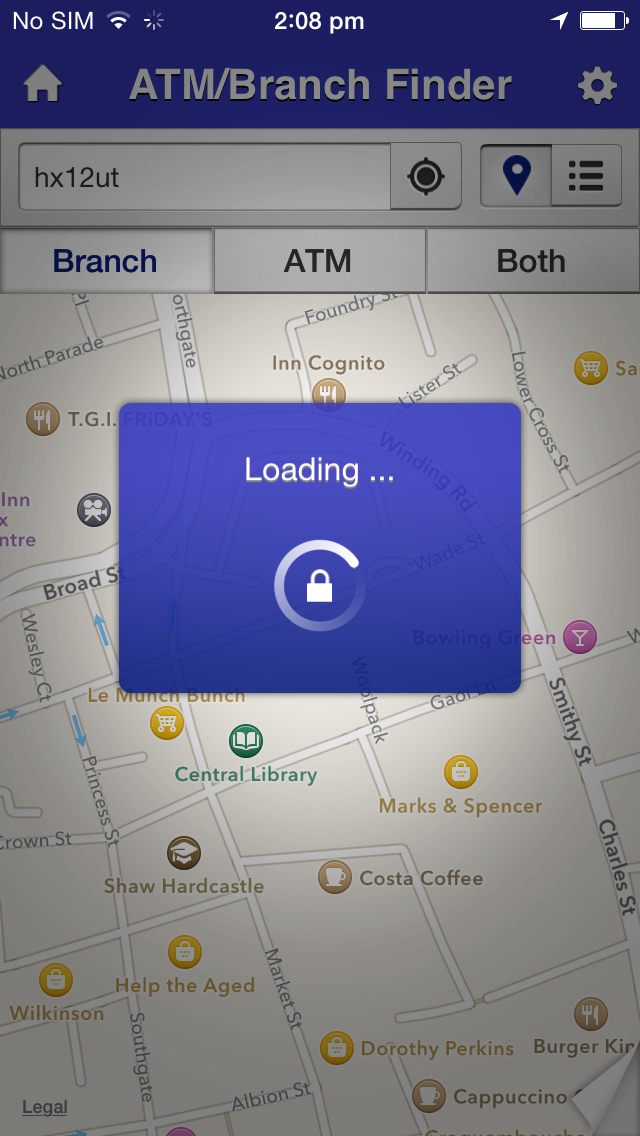 No SIM
2:08 pm
ATM/Branch Finder
hx12ut
Branch
ATM
Both
Foundry St
North Parade
orthgate
Inn Cognito
Lister St
Lower Cross St
Sa
T.G.I. FRiDAY'S
Winding Rd
Inn
x
ntre
Loading ...
Wade St
Broad St
Wesley Ct
Bowling Green
W
Woolpack
Le Munch Bunch
Gaol Ln
Smithy St
Central Library
Princess St
Marks & Spencer
Crown St
Charles St
Shaw Hardcastle
Costa Coffee
Help the Aged
Market St
Wilkinson
Southgate
Dorothy Perkins
Burger Kin
Albion St
Cappuccino
Legal